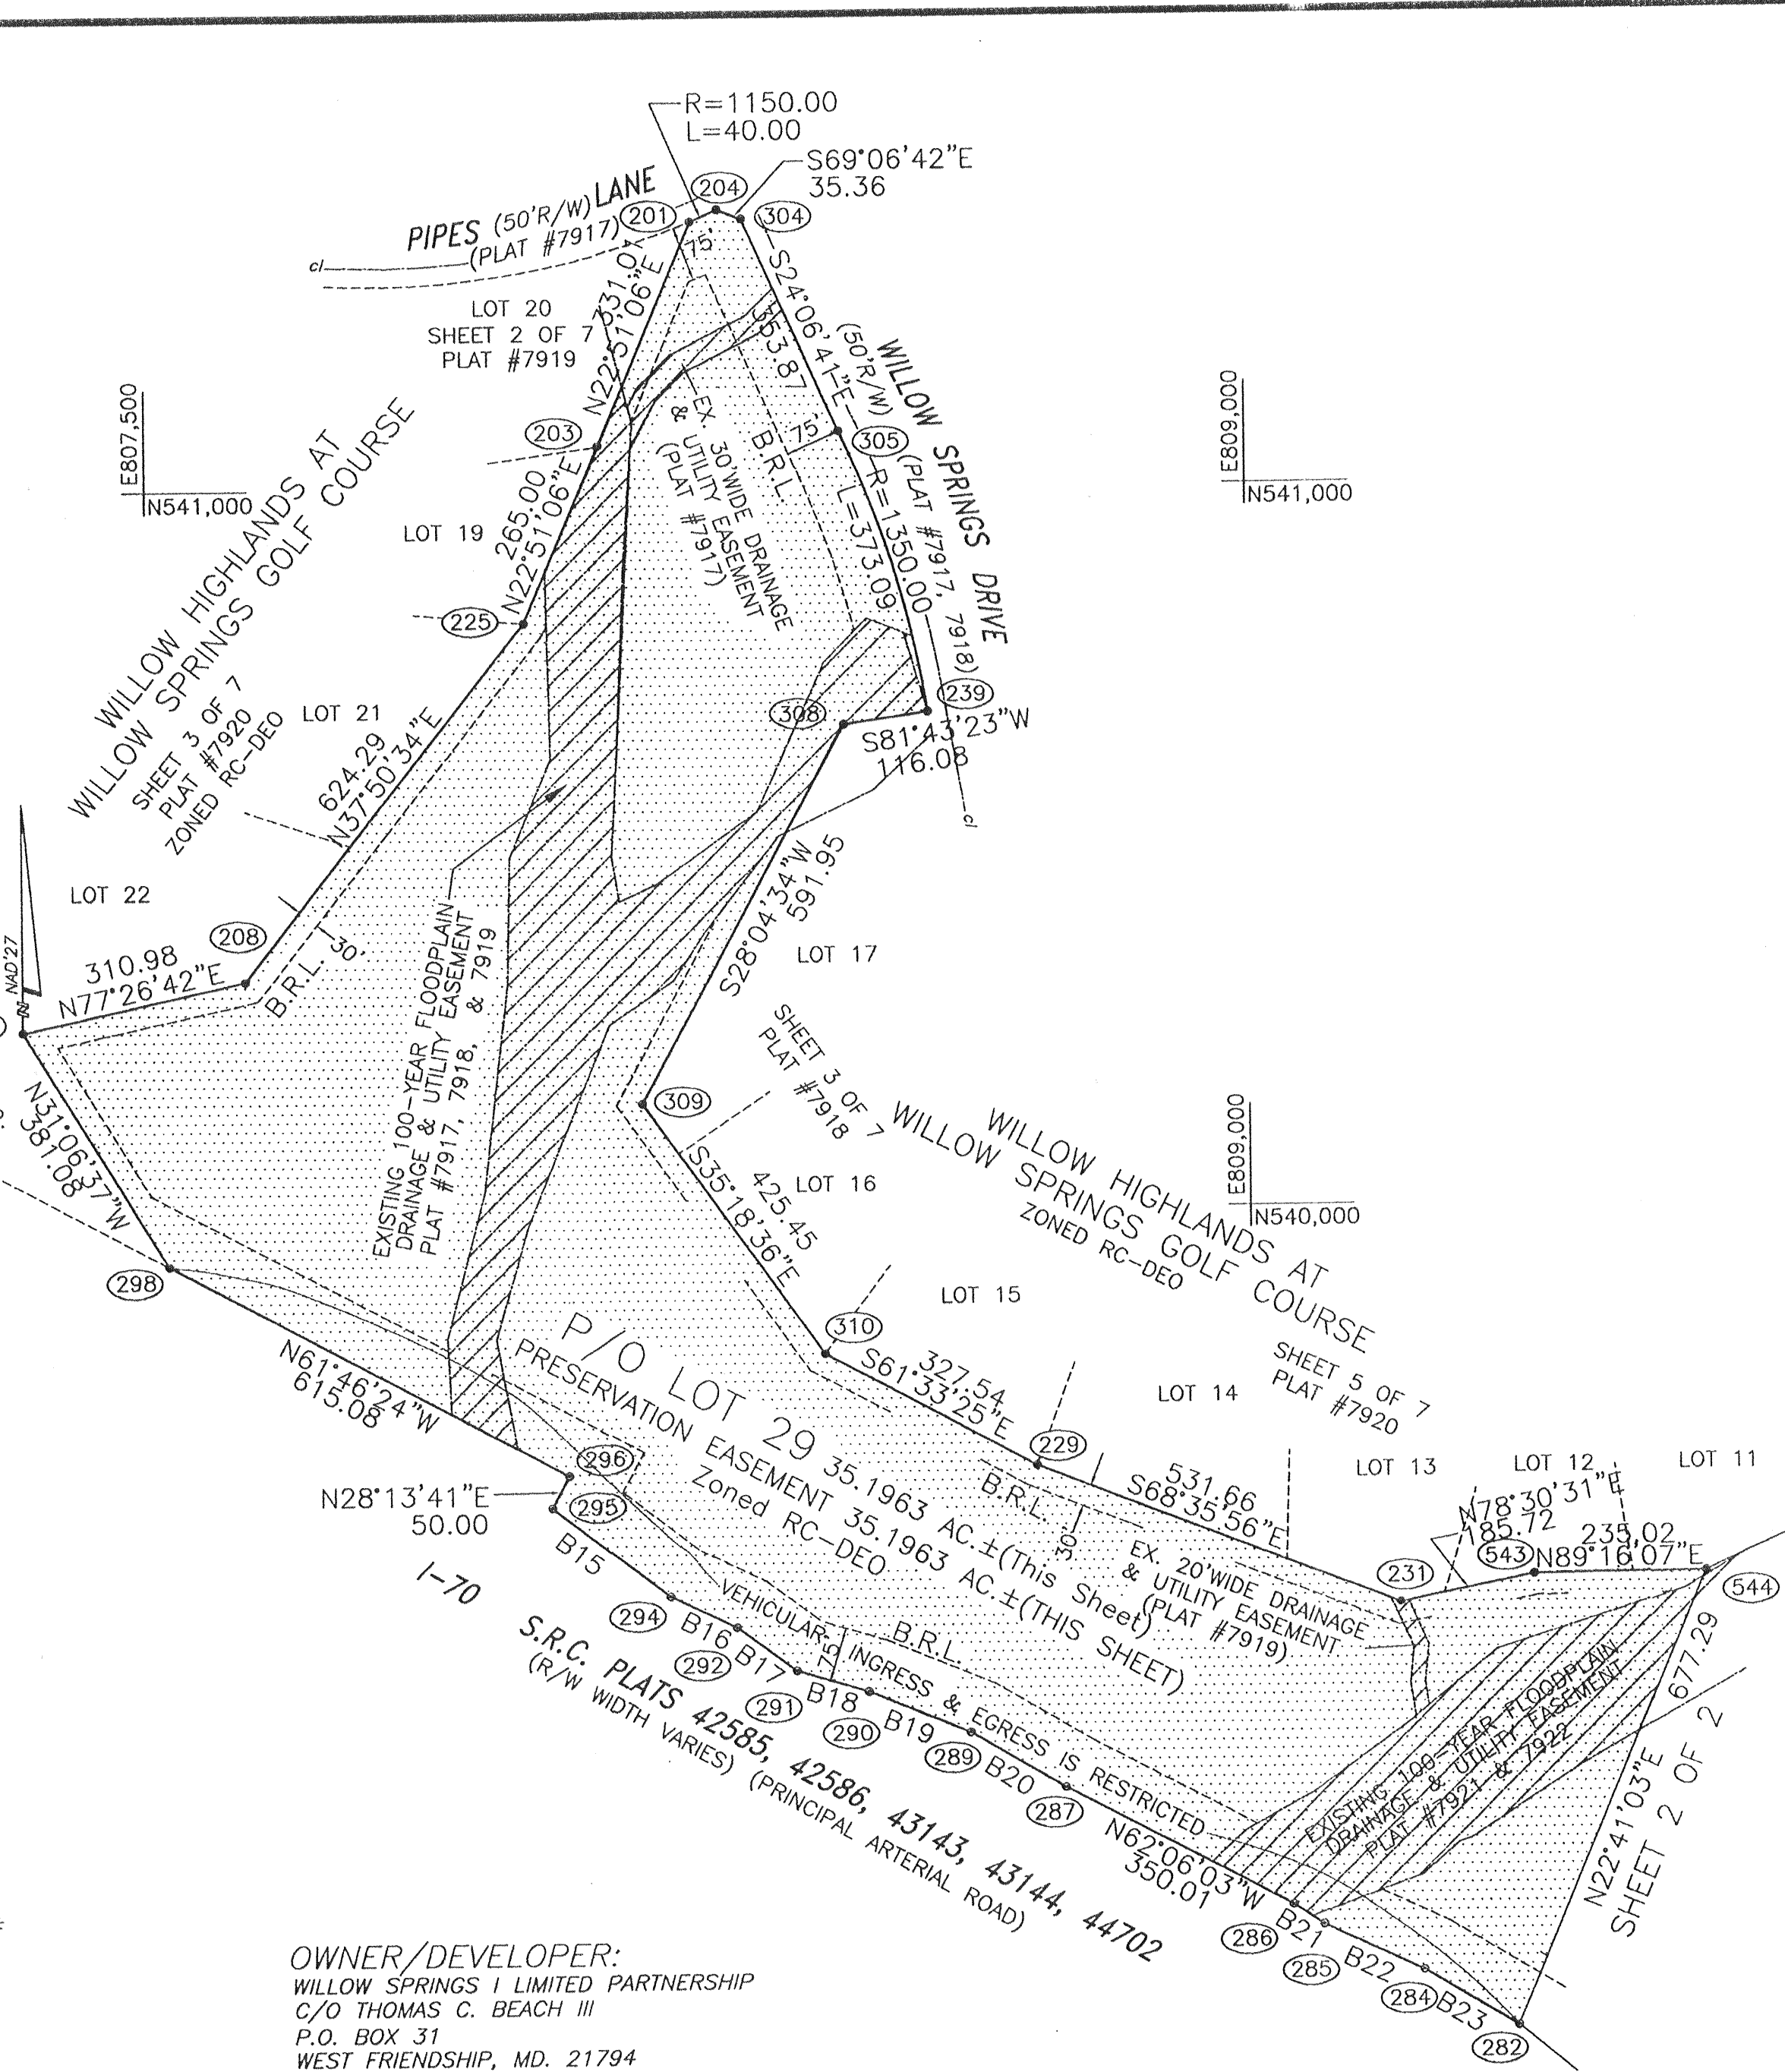 R=1150.00
L=40.00
S69°06'42"E
35.36
PIPES (50'R/W) LANE
(PLAT #7917)
201
204
304
cl
75'
331.01
N22°51'06"E
LOT 20
SHEET 2 OF 7
PLAT #7919
S24°06'41"E
353.87
WILLOW SPRINGS DRIVE
(50'R/W) (PLAT #7917, 7918)
E807,500
N541,000
E809,000
N541,000
203
305
75'
B.R.L.
EX. 30'WIDE DRAINAGE
& UTILITY EASEMENT
(PLAT #7917)
R=1350.00
L=373.09
WILLOW HIGHLANDS AT
WILLOW SPRINGS GOLF COURSE
SHEET 3 OF 7
PLAT #7920
ZONED RC-DEO
LOT 19
265.00
N22°51'06"E
225
LOT 21
624.29
N37°50'34"E
308
239
S81°43'23"W
116.08
cl
S28°04'34"W
591.95
LOT 17
LOT 22
208
310.98
N77°26'42"E
NAD'27
N
B.R.L. 30'
EXISTING 100-YEAR FLOODPLAIN
DRAINAGE & UTILITY EASEMENT
PLAT #7917, 7918, & 7919
N31°06'37"W
381.08
309
SHEET 3 OF 7
PLAT #7918
WILLOW HIGHLANDS AT
WILLOW SPRINGS GOLF COURSE
ZONED RC-DEO
E809,000
N540,000
425.45
S35°18'36"E
LOT 16
LOT 15
298
310
327.54
S61°33'25"E
SHEET 5 OF 7
PLAT #7920
N61°46'24"W
615.08
P/O LOT 29 35.1963 AC.±(This Sheet)
PRESERVATION EASEMENT 35.1963 AC.±(THIS SHEET)
Zoned RC-DEO
229
LOT 14
531.66
S68°35'56"E
LOT 13
LOT 12
LOT 11
N78°30'31"E
185.72
235.02
N89°16'07"E
543
231
544
296
N28°13'41"E
50.00
295
B15
B.R.L.
30'
EX. 20'WIDE DRAINAGE
& UTILITY EASEMENT
(PLAT #7919)
I-70
294
B16
292
B17
291
B18
290
B19
289
B20
287
75'
B.R.L.
VEHICULAR INGRESS & EGRESS IS RESTRICTED
S.R.C. PLATS 42585, 42586, 43143, 43144, 44702
(R/W WIDTH VARIES) (PRINCIPAL ARTERIAL ROAD)
N62°06'03"W
350.01
EXISTING 100-YEAR FLOODPLAIN
DRAINAGE & UTILITY EASEMENT
PLAT #7921 & 7922
N22°41'03"E 677.29
SHEET 2 OF 2
286
B21
285
B22
284
B23
282
OWNER/DEVELOPER:
WILLOW SPRINGS I LIMITED PARTNERSHIP
C/O THOMAS C. BEACH III
P.O. BOX 31
WEST FRIENDSHIP, MD. 21794